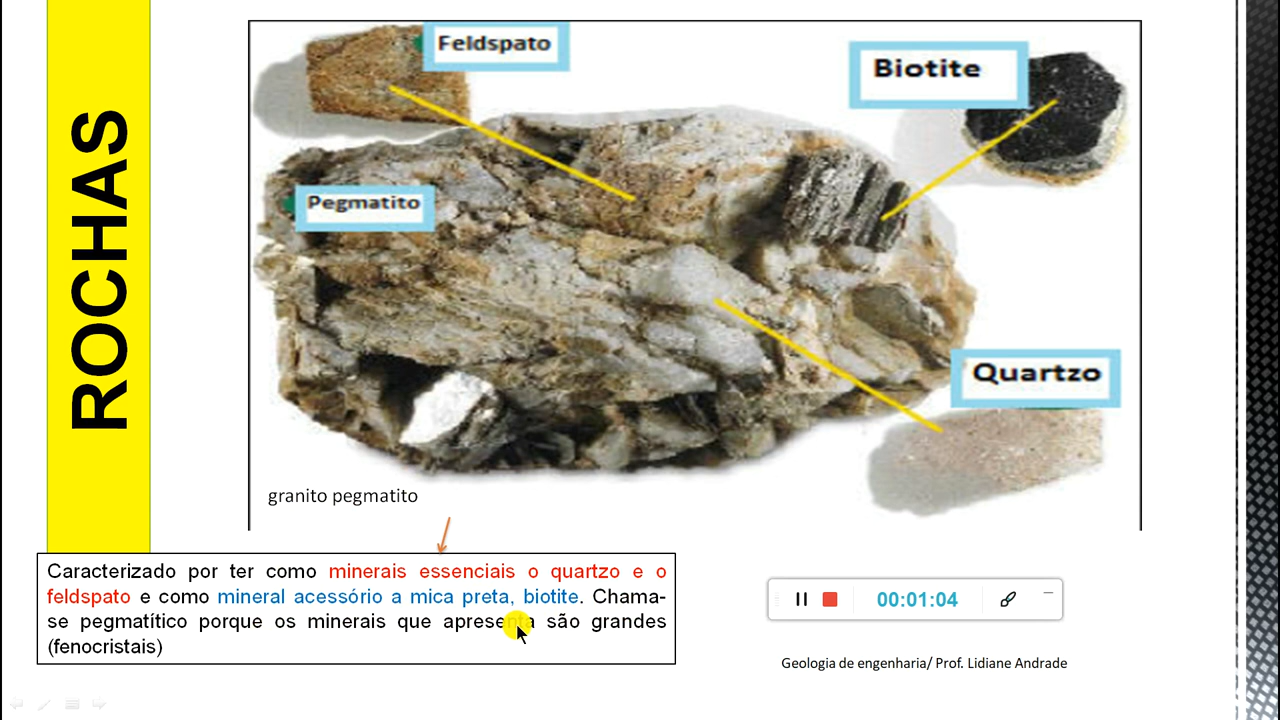 ROCHAS
Feldspato
Biotite
Pegmatito
Quartzo
granito pegmatito
Caracterizado por ter como minerais essenciais o quartzo e o
feldspato e como mineral acessório a mica preta, biotite. Chama-
se pegmatítico porque os minerais que apresenta são grandes
(fenocristais)
00:01:04
Geologia de engenharia/ Prof. Lidiane Andrade